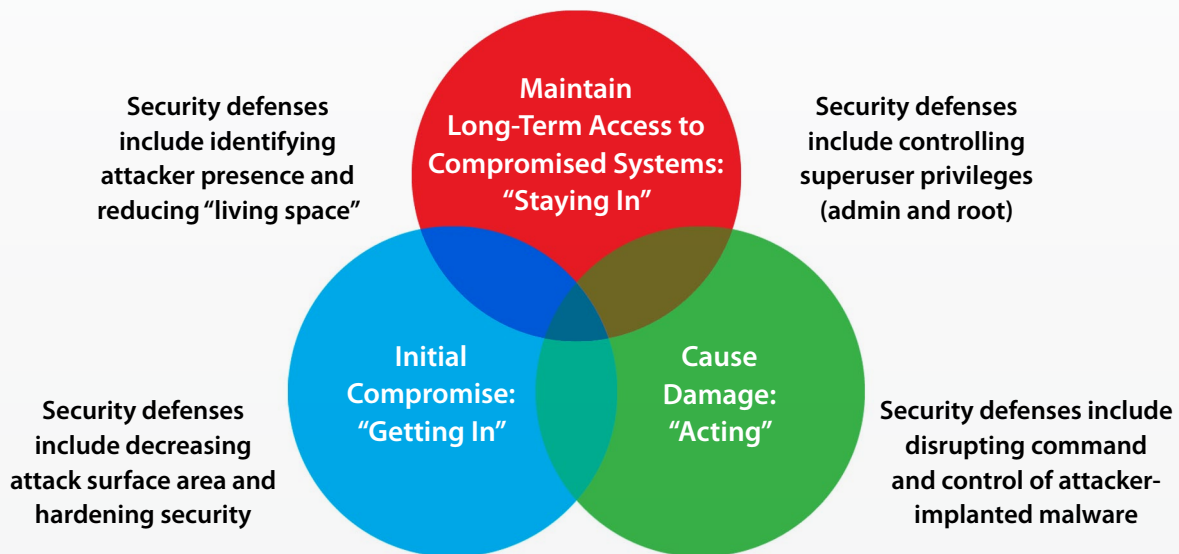 Maintain
Long-Term Access to
Compromised Systems:
“Staying In”
Security defenses
include identifying
attacker presence and
reducing “living space”
Security defenses
include controlling
superuser privileges
(admin and root)
Initial
Compromise:
“Getting In”
Cause
Damage:
“Acting”
Security defenses
include decreasing
attack surface area and
hardening security
Security defenses include
disrupting command
and control of attacker-
implanted malware